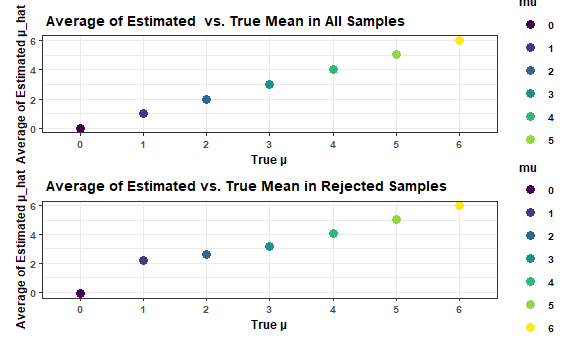 Average of Estimated  vs. True Mean in All Samples
Average of Estimated µ_hat
6
4
2
0
0 1 2 3 4 5 6
True µ
mu
0
1
2
3
4
5
Average of Estimated vs. True Mean in Rejected Samples
Average of Estimated µ_hat
6
4
2
0
0 1 2 3 4 5 6
True µ
mu
0
1
2
3
4
5
6